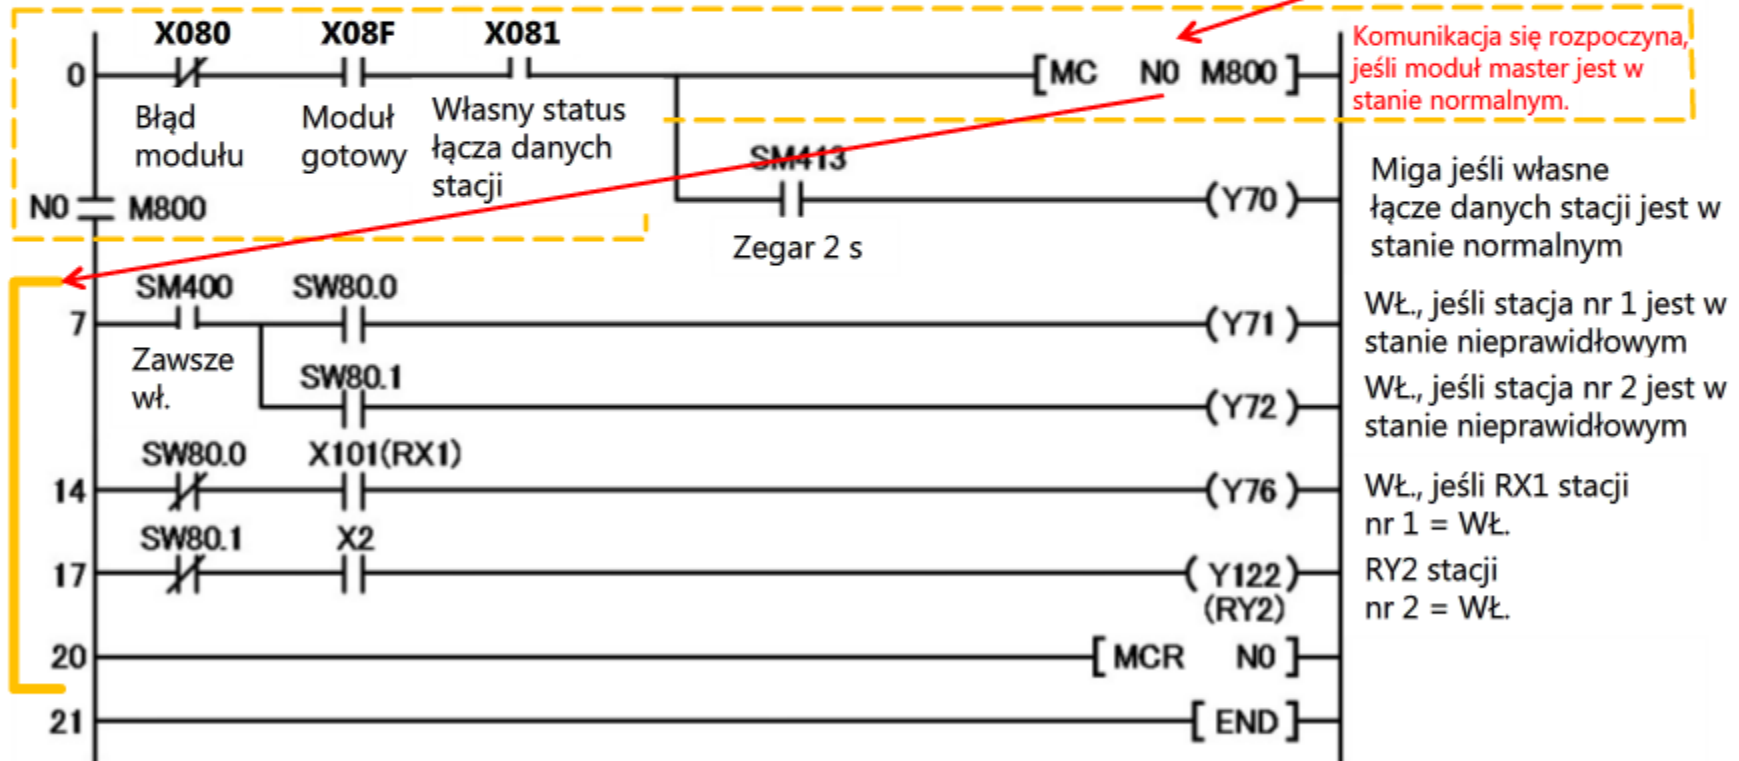 X080 X08F X081
0 [MC N0 M800]
Komunikacja się rozpoczyna,
jeśli moduł master jest w
stanie normalnym.
Błąd
modułu
Moduł
gotowy
Własny status
łącza danych
stacji
SM413
(Y70)
Zegar 2 s
Miga jeśli własne
łącze danych stacji jest w
stanie normalnym
N0 M800
SM400 SW80.0
7 (Y71)
WŁ., jeśli stacja nr 1 jest w
stanie nieprawidłowym
Zawsze
wł.
SW80.1
(Y72)
WŁ., jeśli stacja nr 2 jest w
stanie nieprawidłowym
SW80.0 X101(RX1)
14 (Y76)
WŁ., jeśli RX1 stacji
nr 1 = WŁ.
SW80.1 X2
17 (Y122)
(RY2)
RY2 stacji
nr 2 = WŁ.
20 [MCR N0]
21 [END]